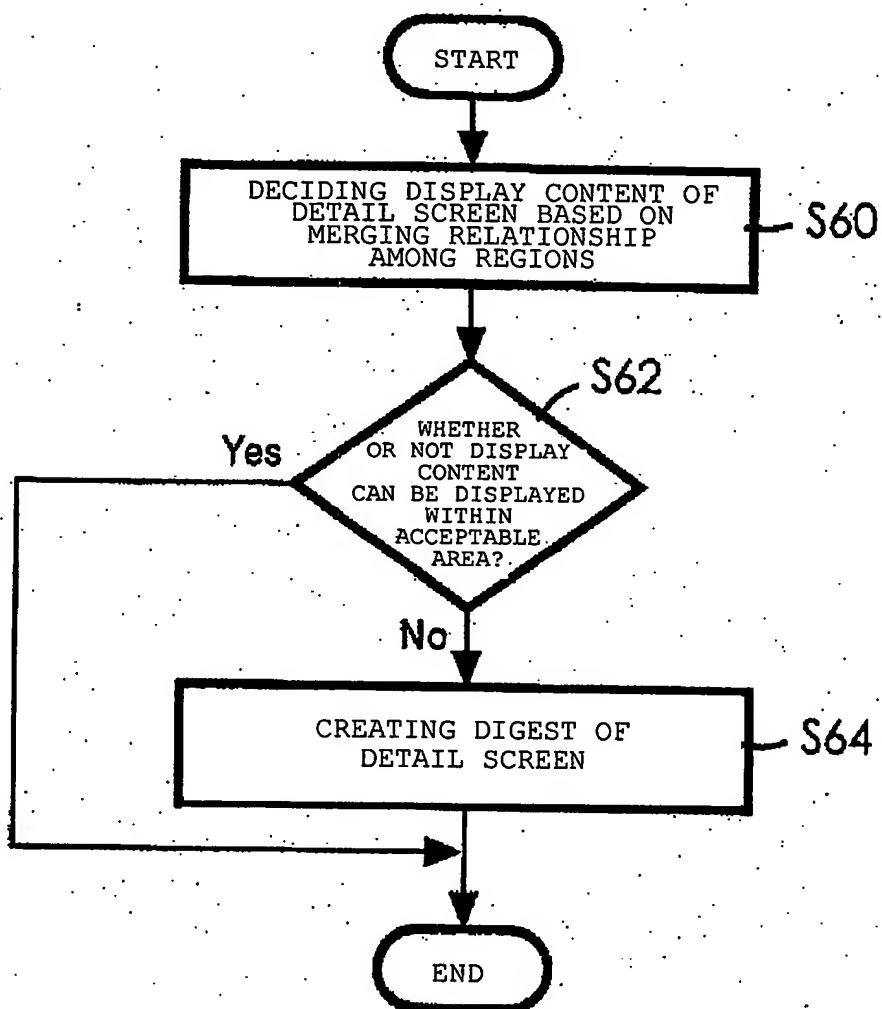 START
DECIDING DISPLAY CONTENT OF
DETAIL SCREEN BASED ON
MERGING RELATIONSHIP
AMONG REGIONS
S60
S62
WHETHER
OR NOT DISPLAY
CONTENT
CAN BE DISPLAYED
WITHIN
ACCEPTABLE
AREA?
Yes
No
CREATING DIGEST OF
DETAIL SCREEN
S64
END